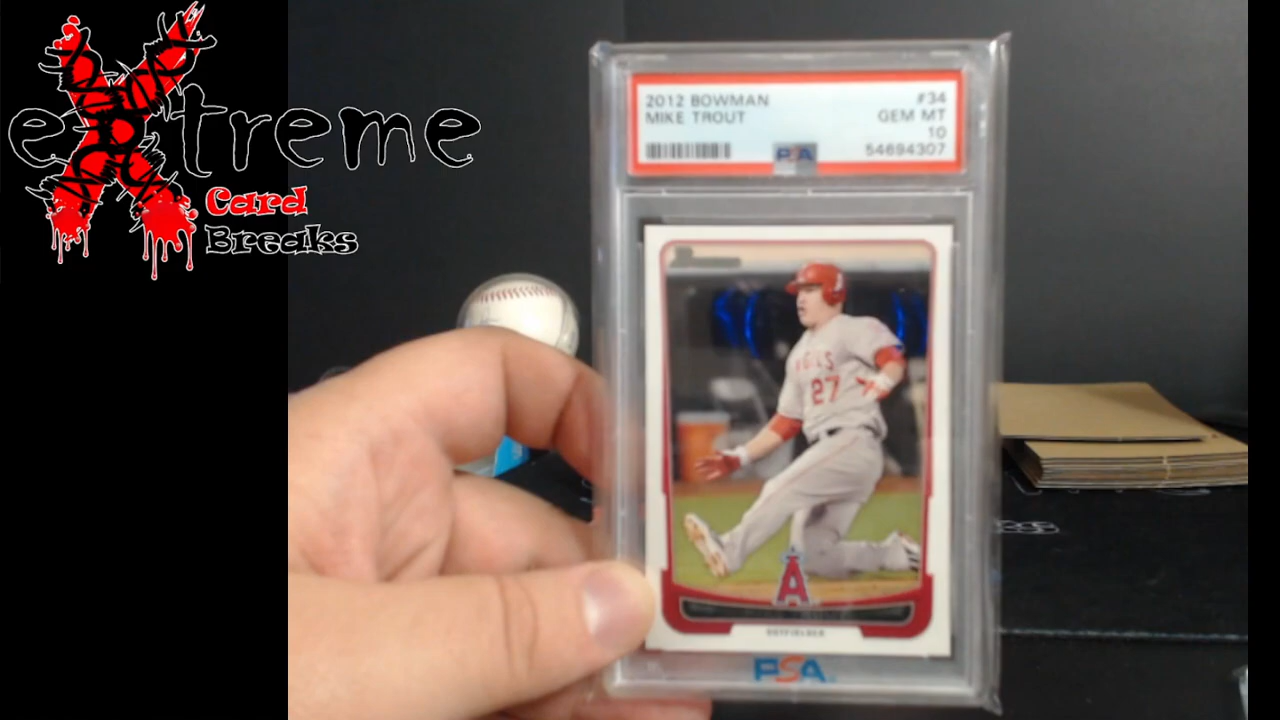 eXtreme
Card
Breaks
2012 BOWMAN #34
MIKE TROUT GEM MT
10
54694307
PSA
ANGELS
27
A
OUTFIELDER
PSA